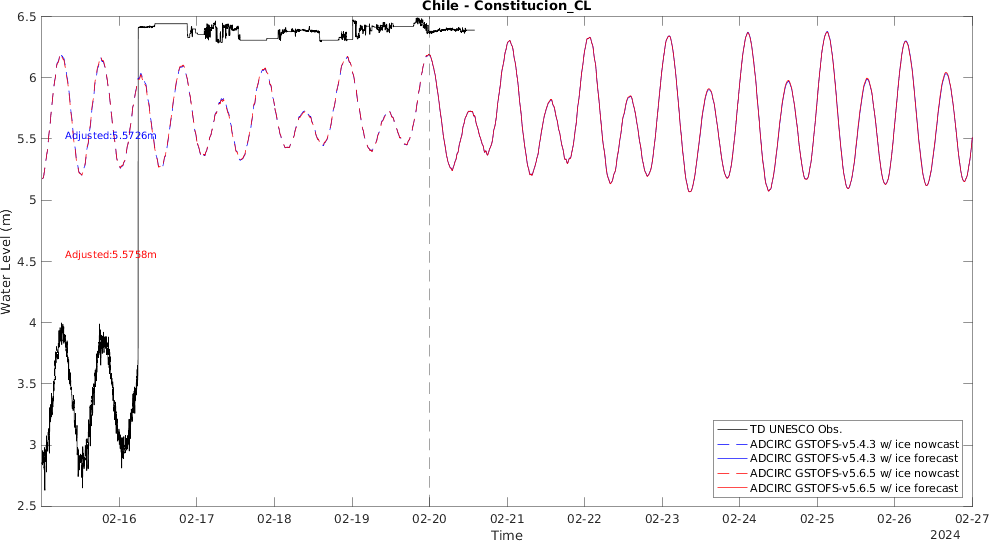 Chile - Constitucion_CL
6.5
6
5.5
5
4.5
4
3.5
3
2.5
Water Level (m)
Adjusted:5.5726m
Adjusted:5.5758m
TD UNESCO Obs.
ADCIRC GSTOFS-v5.4.3 w/ ice nowcast
ADCIRC GSTOFS-v5.4.3 w/ ice forecast
ADCIRC GSTOFS-v5.6.5 w/ ice nowcast
ADCIRC GSTOFS-v5.6.5 w/ ice forecast
02-16 02-17 02-18 02-19 02-20 02-21 02-22 02-23 02-24 02-25 02-26 02-27
Time
2024